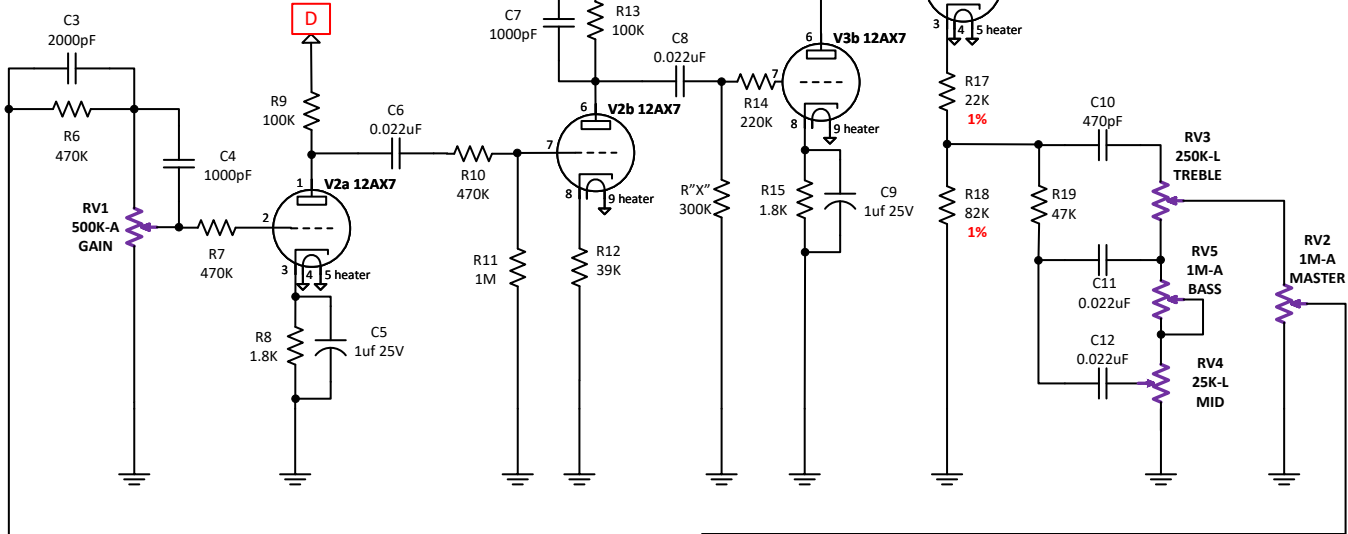 C3
2000pF
R6
470K
C4
1000pF
RV1
500K-A
GAIN
R7
470K
D
R9
100K
C6
0.022uF
V2a 12AX7
1
2
3
4
5 heater
R8
1.8K
C5
1uf 25V
R10
470K
R11
1M
C7
1000pF
R13
100K
6
V2b 12AX7
7
8
9 heater
R12
39K
C8
0.022uF
R"X"
300K
R14
220K
V3b 12AX7
6
7
8
9 heater
R15
1.8K
C9
1uf 25V
3
4
5 heater
R17
22K
1%
R18
82K
1%
R19
47K
C10
470pF
RV3
250K-L
TREBLE
C11
0.022uF
RV5
1M-A
BASS
C12
0.022uF
RV4
25K-L
MID
RV2
1M-A
MASTER